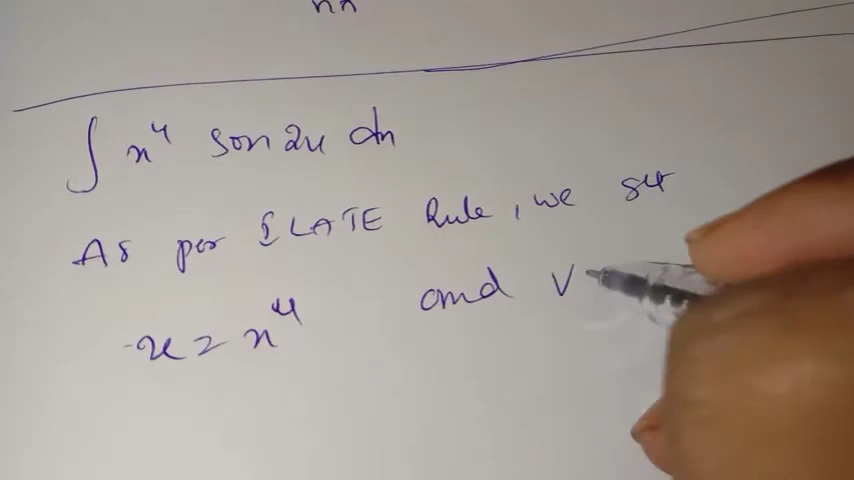 ∫ x⁴ sin 2x dx
As per ILATE Rule, we set
u = x⁴ and V